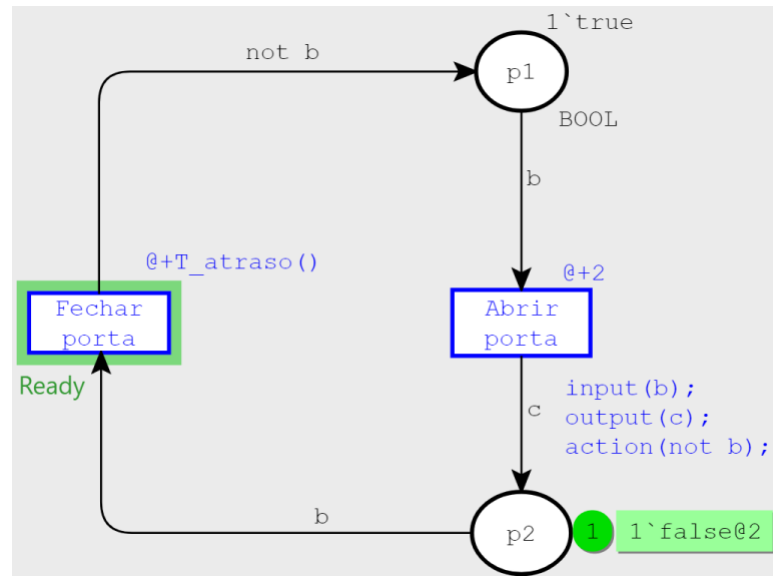 1`true
not b
p1
BOOL
b
@+T_atraso()
@+2
Fechar
porta
Abrir
porta
Ready
input(b);
output(c);
action(not b);
c
b
p2
1
1`false@2